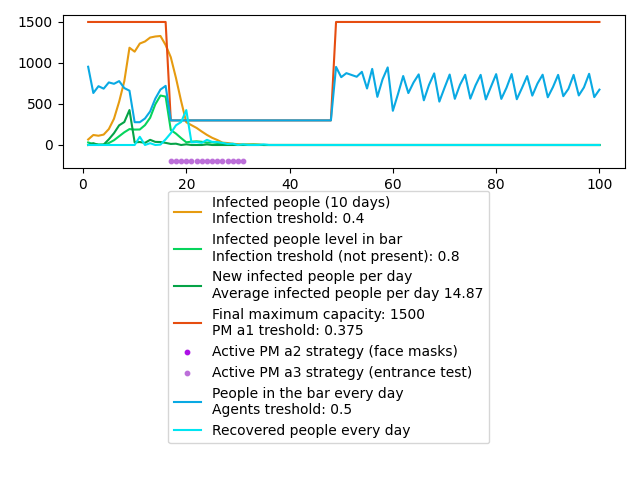 1500
1000
500
0
0 20 40 60 80 100
Infected people (10 days)
Infection treshold: 0.4
Infected people level in bar
Infection treshold (not present): 0.8
New infected people per day
Average infected people per day 14.87
Final maximum capacity: 1500
PM a1 treshold: 0.375
Active PM a2 strategy (face masks)
Active PM a3 strategy (entrance test)
People in the bar every day
Agents treshold: 0.5
Recovered people every day